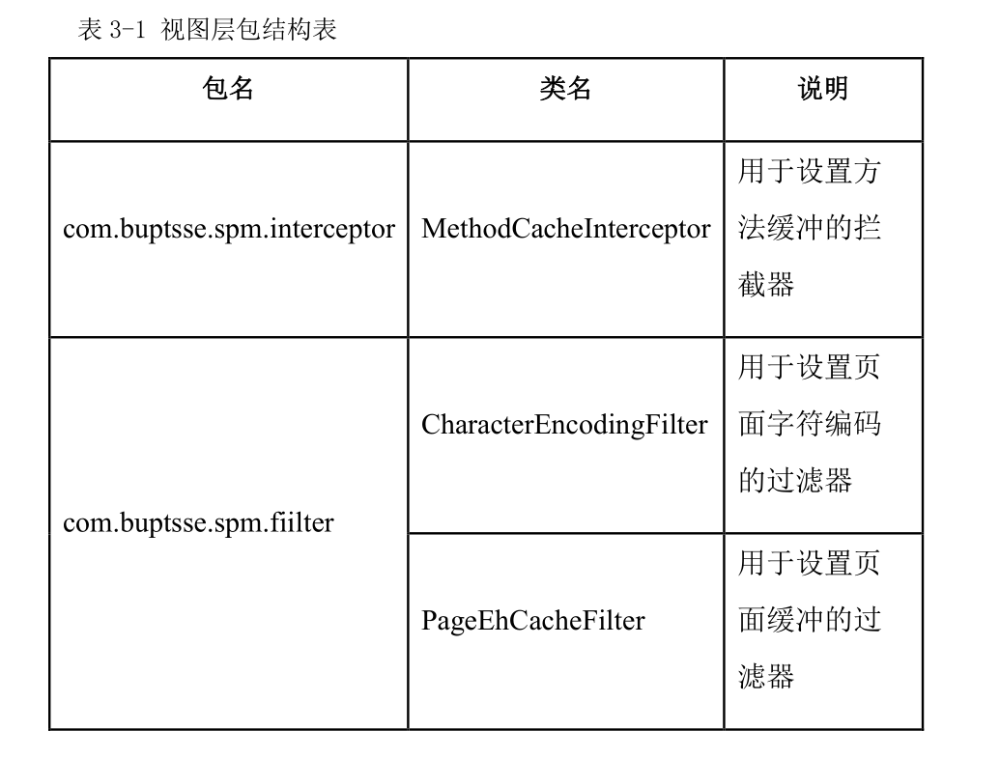 表 3-1 视图层包结构表
包名 类名 说明
com.buptsse.spm.interceptor MethodCacheInterceptor 用于设置方
法缓冲的拦
截器
com.buptsse.spm.fiilter CharacterEncodingFilter 用于设置页
面字符编码
的过滤器
PageEhCacheFilter 用于设置页
面缓冲的过
滤器